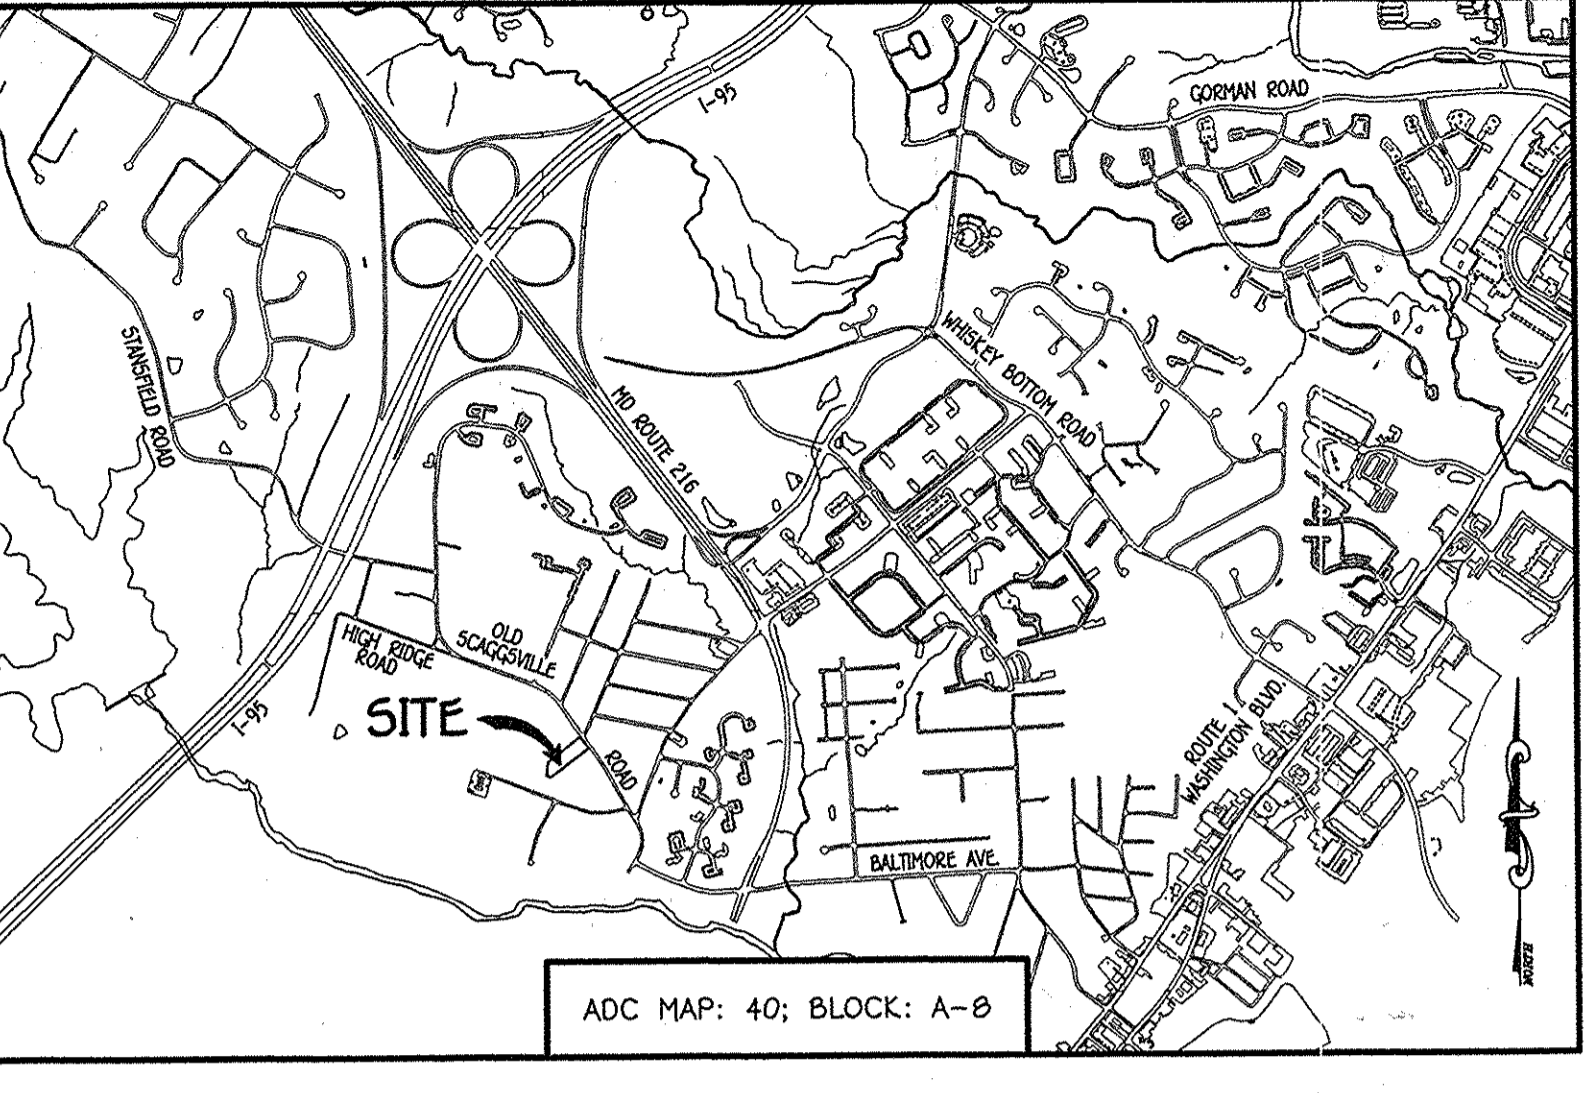 I-95
GORMAN ROAD
STANSFIELD ROAD
WHISKEY BOTTOM ROAD
MD ROUTE 216
HIGH RIDGE
ROAD
OLD
SCAGGSVILLE
ROAD
SITE
I-95
ROUTE 1
WASHINGTON BLVD.
BALTIMORE AVE.
ADC MAP: 40; BLOCK: A-8